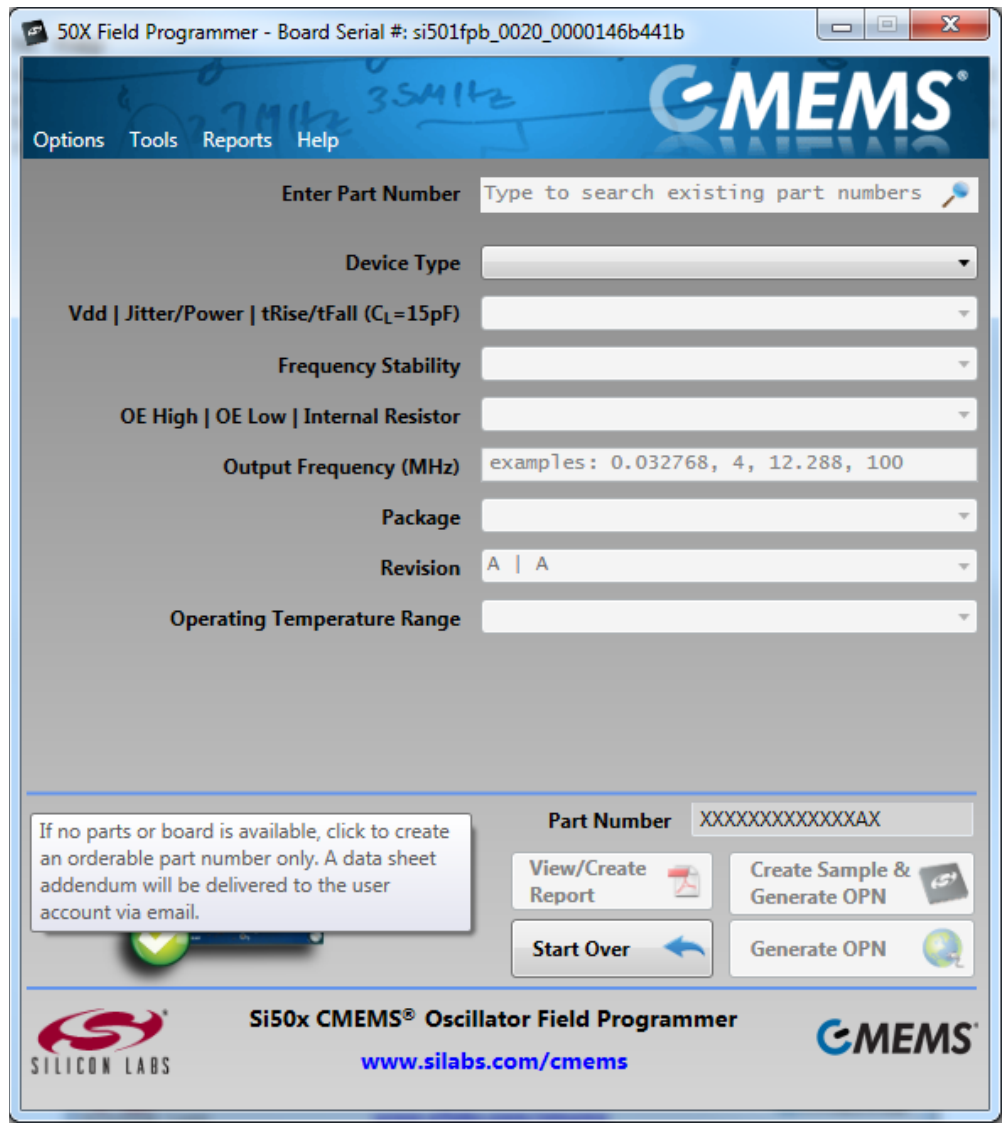 50X Field Programmer - Board Serial #: si501fpb_0020_0000146b441b
35MHz
CMEMS®
Options Tools Reports Help
Enter Part Number Type to search existing part numbers
Device Type
Vdd | Jitter/Power | tRise/tFall (CL=15pF)
Frequency Stability
OE High | OE Low | Internal Resistor
Output Frequency (MHz) examples: 0.032768, 4, 12.288, 100
Package
Revision A | A
Operating Temperature Range
Part Number XXXXXXXXXXXXXAX
If no parts or board is available, click to create
an orderable part number only. A data sheet
addendum will be delivered to the user
account via email.
View/Create
Report
Create Sample &
Generate OPN
Start Over
Generate OPN
Si50x CMEMS® Oscillator Field Programmer
www.silabs.com/cmems
SILICON LABS
CMEMS